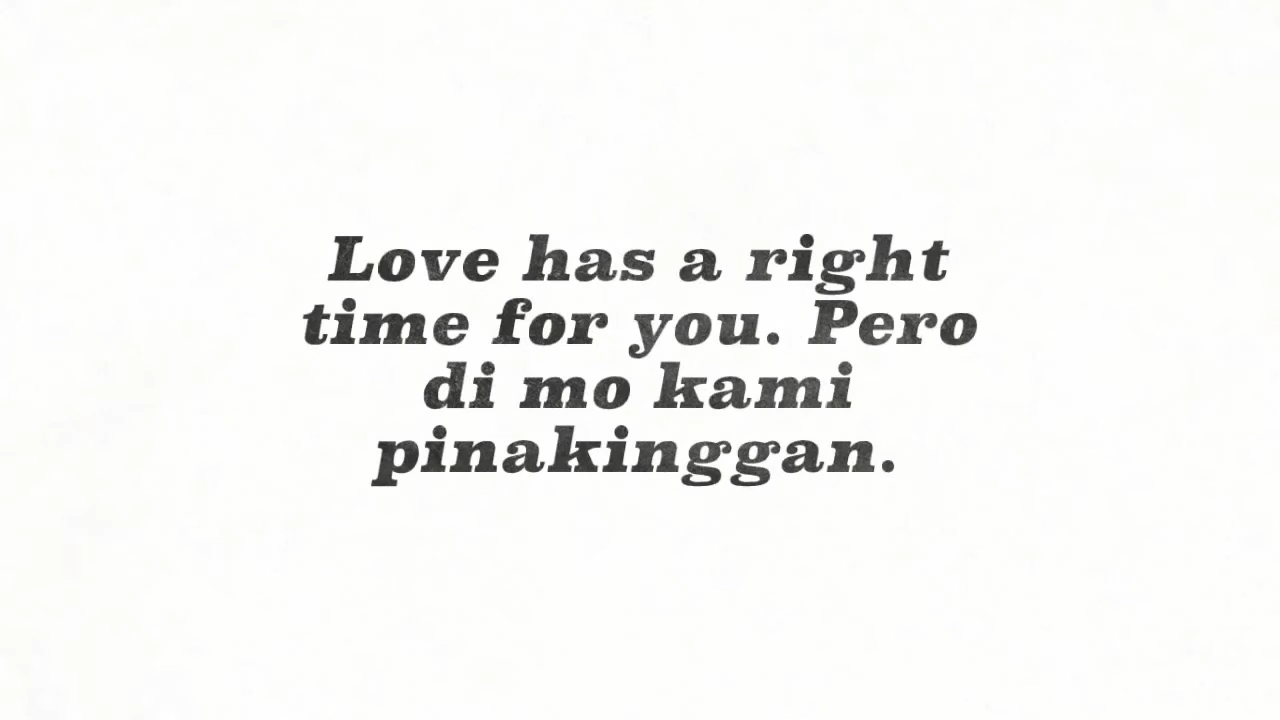 Love has a right
time for you. Pero
di mo kami
pinakinggan.